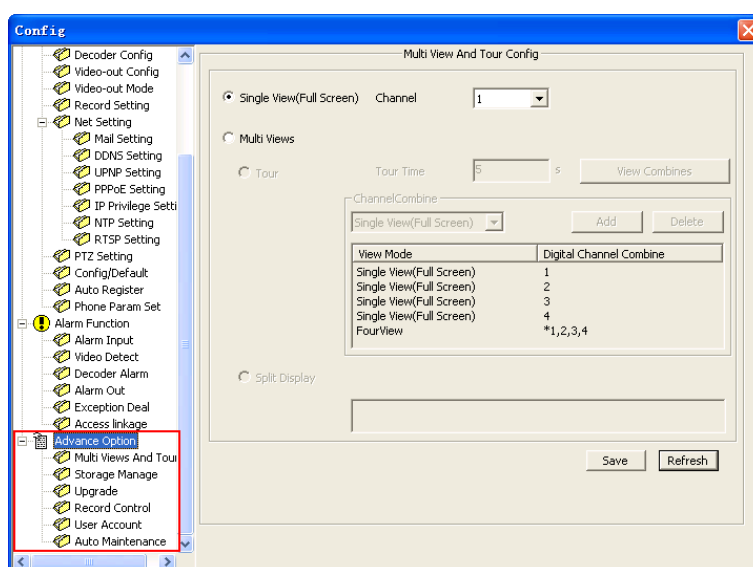 Config
Decoder Config
Video-out Config
Video-out Mode
Record Setting
Net Setting
Mail Setting
DDNS Setting
UPNP Setting
PPPoE Setting
IP Privilege Setti
NTP Setting
RTSP Setting
PTZ Setting
Config/Default
Auto Register
Phone Param Set
Alarm Function
Alarm Input
Video Detect
Decoder Alarm
Alarm Out
Exception Deal
Access linkage
Advance Option
Multi Views And Tour
Storage Manage
Upgrade
Record Control
User Account
Auto Maintenance
Multi View And Tour Config
Single View(Full Screen) Channel 1
Multi Views
Tour Tour Time 5 s View Combines
ChannelCombine
Single View(Full Screen) Add Delete
View Mode Digital Channel Combine
Single View(Full Screen) 1
Single View(Full Screen) 2
Single View(Full Screen) 3
Single View(Full Screen) 4
FourView *1,2,3,4
Split Display
Save Refresh